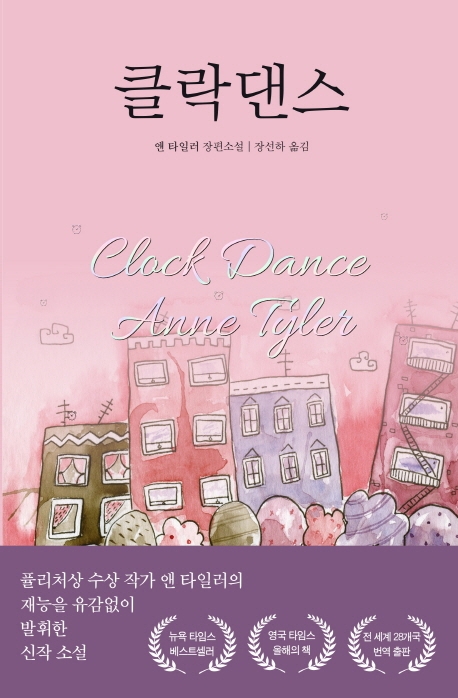 클락댄스
앤 타일러 장편소설 | 장선하 옮김
Clock Dance
Anne Tyler
퓰리처상 수상 작가 앤 타일러의
재능을 유감없이
발휘한
신작 소설
뉴욕 타임스
베스트셀러
영국 타임스
올해의 책
전 세계 28개국
번역 출판